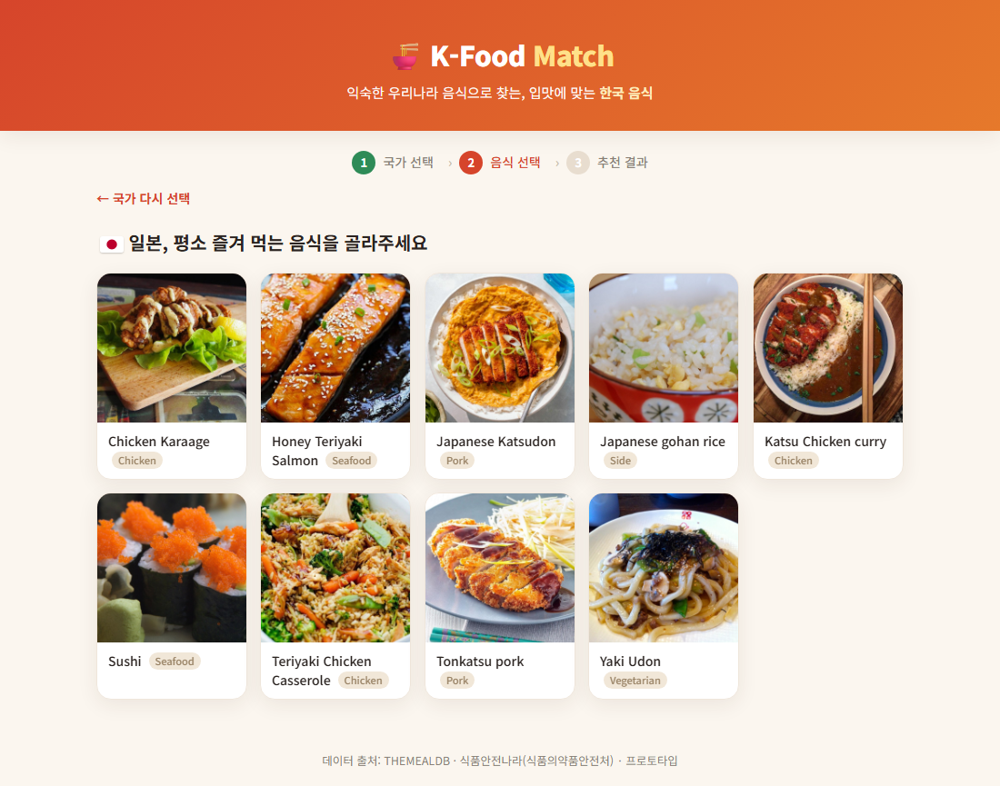 K-Food Match
익숙한 우리나라 음식으로 찾는, 입맛에 맞는 한국 음식
1 국가 선택 › 2 음식 선택 › 3 추천 결과
← 국가 다시 선택
일본, 평소 즐겨 먹는 음식을 골라주세요
Chicken Karaage
Chicken
Honey Teriyaki
Salmon Seafood
Japanese Katsudon
Pork
Japanese gohan rice
Side
Katsu Chicken curry
Chicken
Sushi Seafood
Teriyaki Chicken
Casserole Chicken
Tonkatsu pork
Pork
Yaki Udon
Vegetarian
데이터 출처: THEMEALDB · 식품안전나라(식품의약품안전처) · 프로토타입